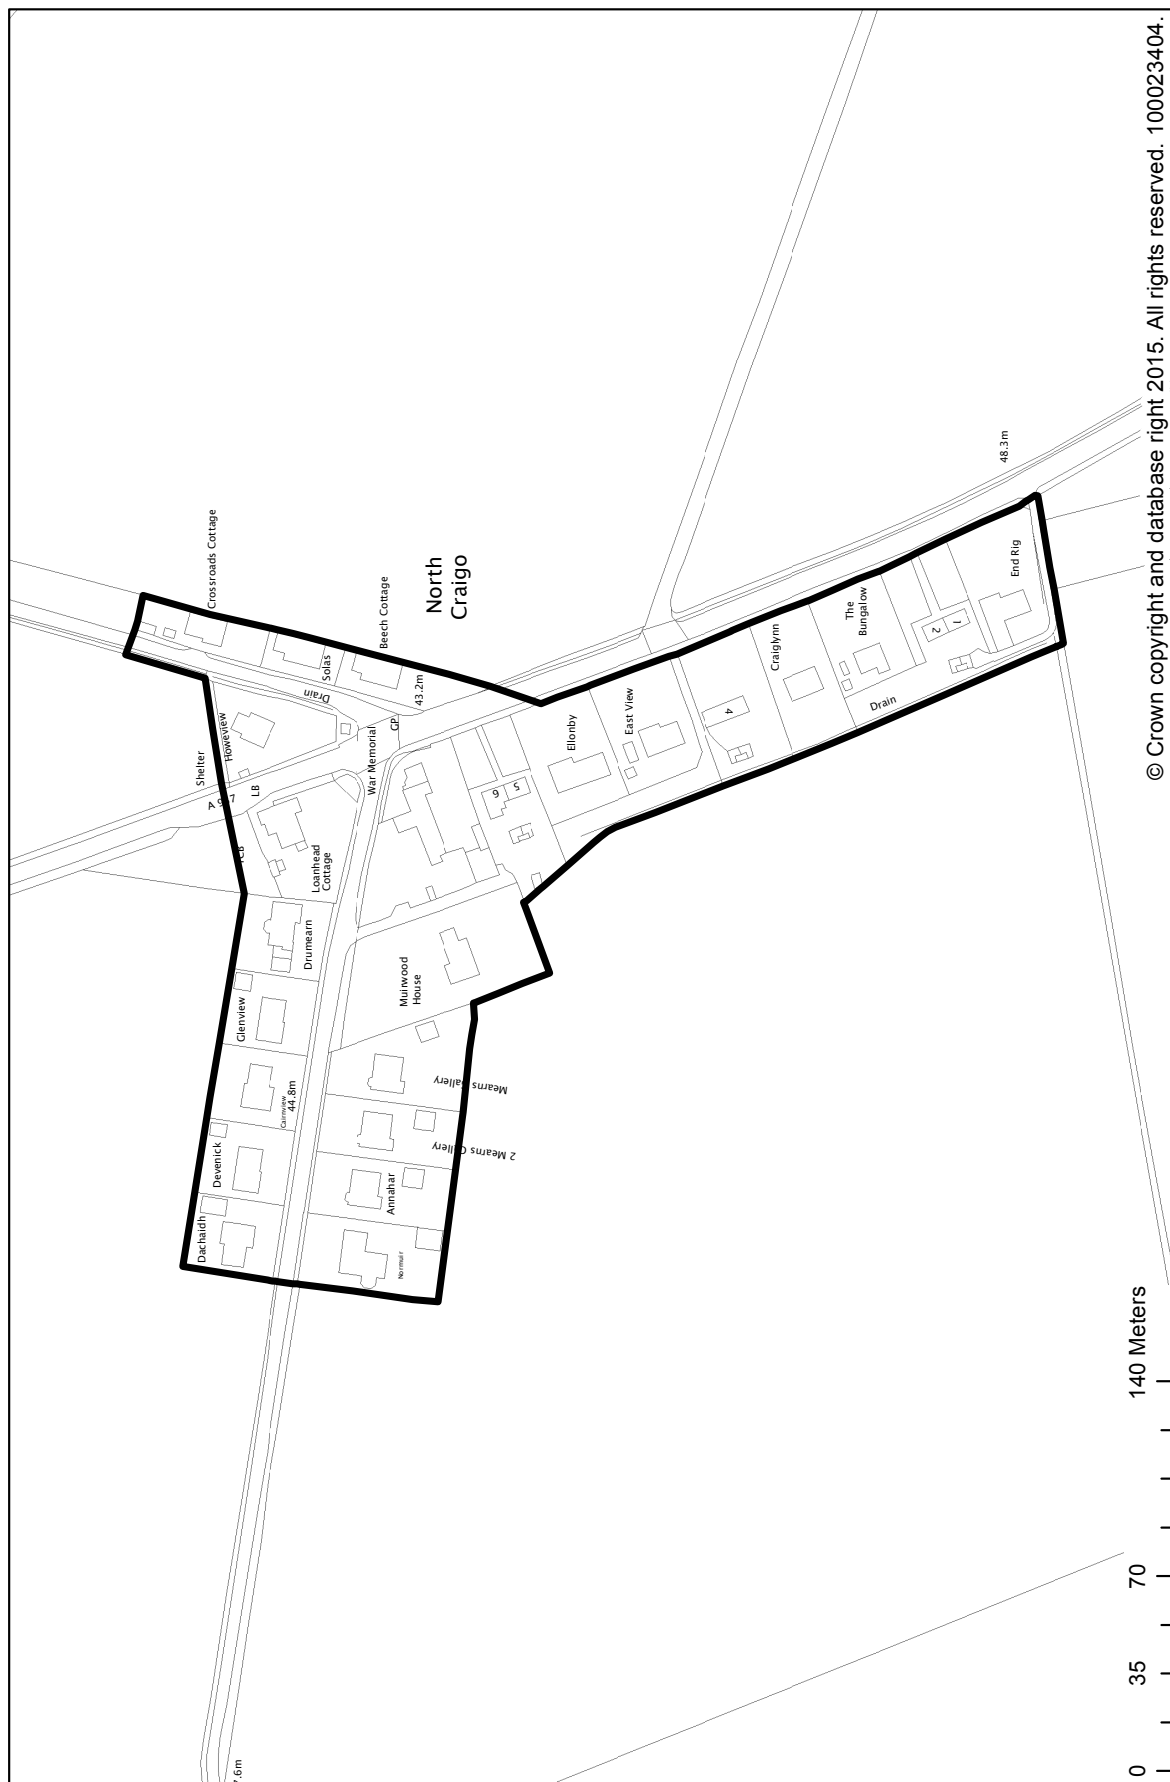 Crossroads Cottage
Solas
Beech Cottage
North
Craigo
Drain
43.2m
Shelter
Howeview
LB
GP
War Memorial
Loanhead
Cottage
Drumearn
Glenview
Cairnview
44.8m
Devenick
Dachaidh
Muirwood
House
Mearns Gallery
2 Mearns Gallery
Annahar
Normuir
6
5
Ellonby
East View
4
Craiglynn
The
Bungalow
Drain
2
1
End Rig
48.3m
0
35
70
140 Meters
© Crown copyright and database right 2015. All rights reserved. 100023404.